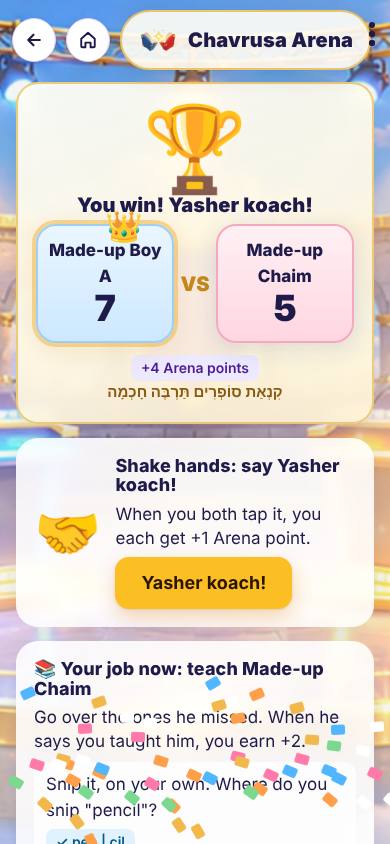 Chavrusa Arena
You win! Yasher koach!
Made-up Boy
A
7
VS
Made-up
Chaim
5
+4 Arena points
קִנְאַת סוֹפְרִים תַּרְבֶּה חָכְמָה
Shake hands: say Yasher
koach!
When you both tap it, you
each get +1 Arena point.
Yasher koach!
📚 Your job now: teach Made-up
Chaim
Go over the ones he missed. When he
says you taught him, you earn +2.
Snip it, on your own. Where do you
snip "pencil"?